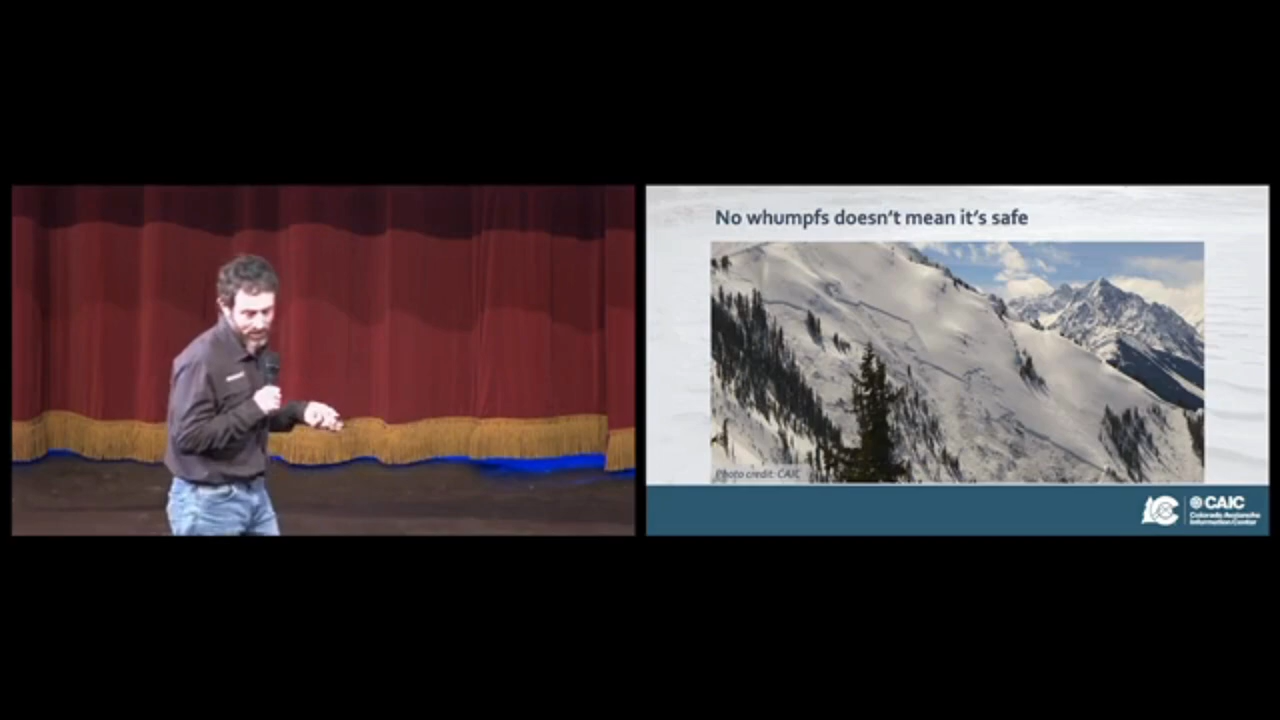 No whumpfs doesn't mean it's safe
Photo credit: CAIC
CAIC
Colorado Avalanche
Information Center